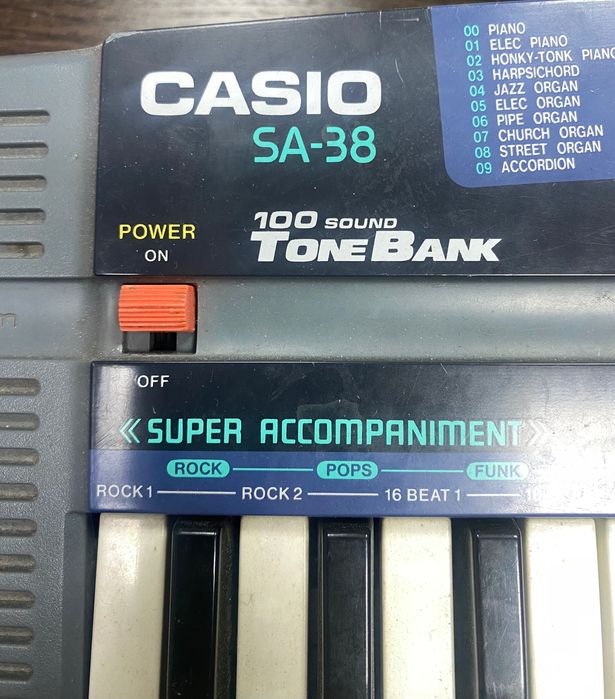 CASIO
SA-38
00 PIANO
01 ELEC PIANO
02 HONKY-TONK PIANO
03 HARPSICHORD
04 JAZZ ORGAN
05 ELEC ORGAN
06 PIPE ORGAN
07 CHURCH ORGAN
08 STREET ORGAN
09 ACCORDION
100 SOUND
TONE BANK
POWER
ON
OFF
« SUPER ACCOMPANIMENT »
ROCK POPS FUNK
ROCK 1 ROCK 2 16 BEAT 1